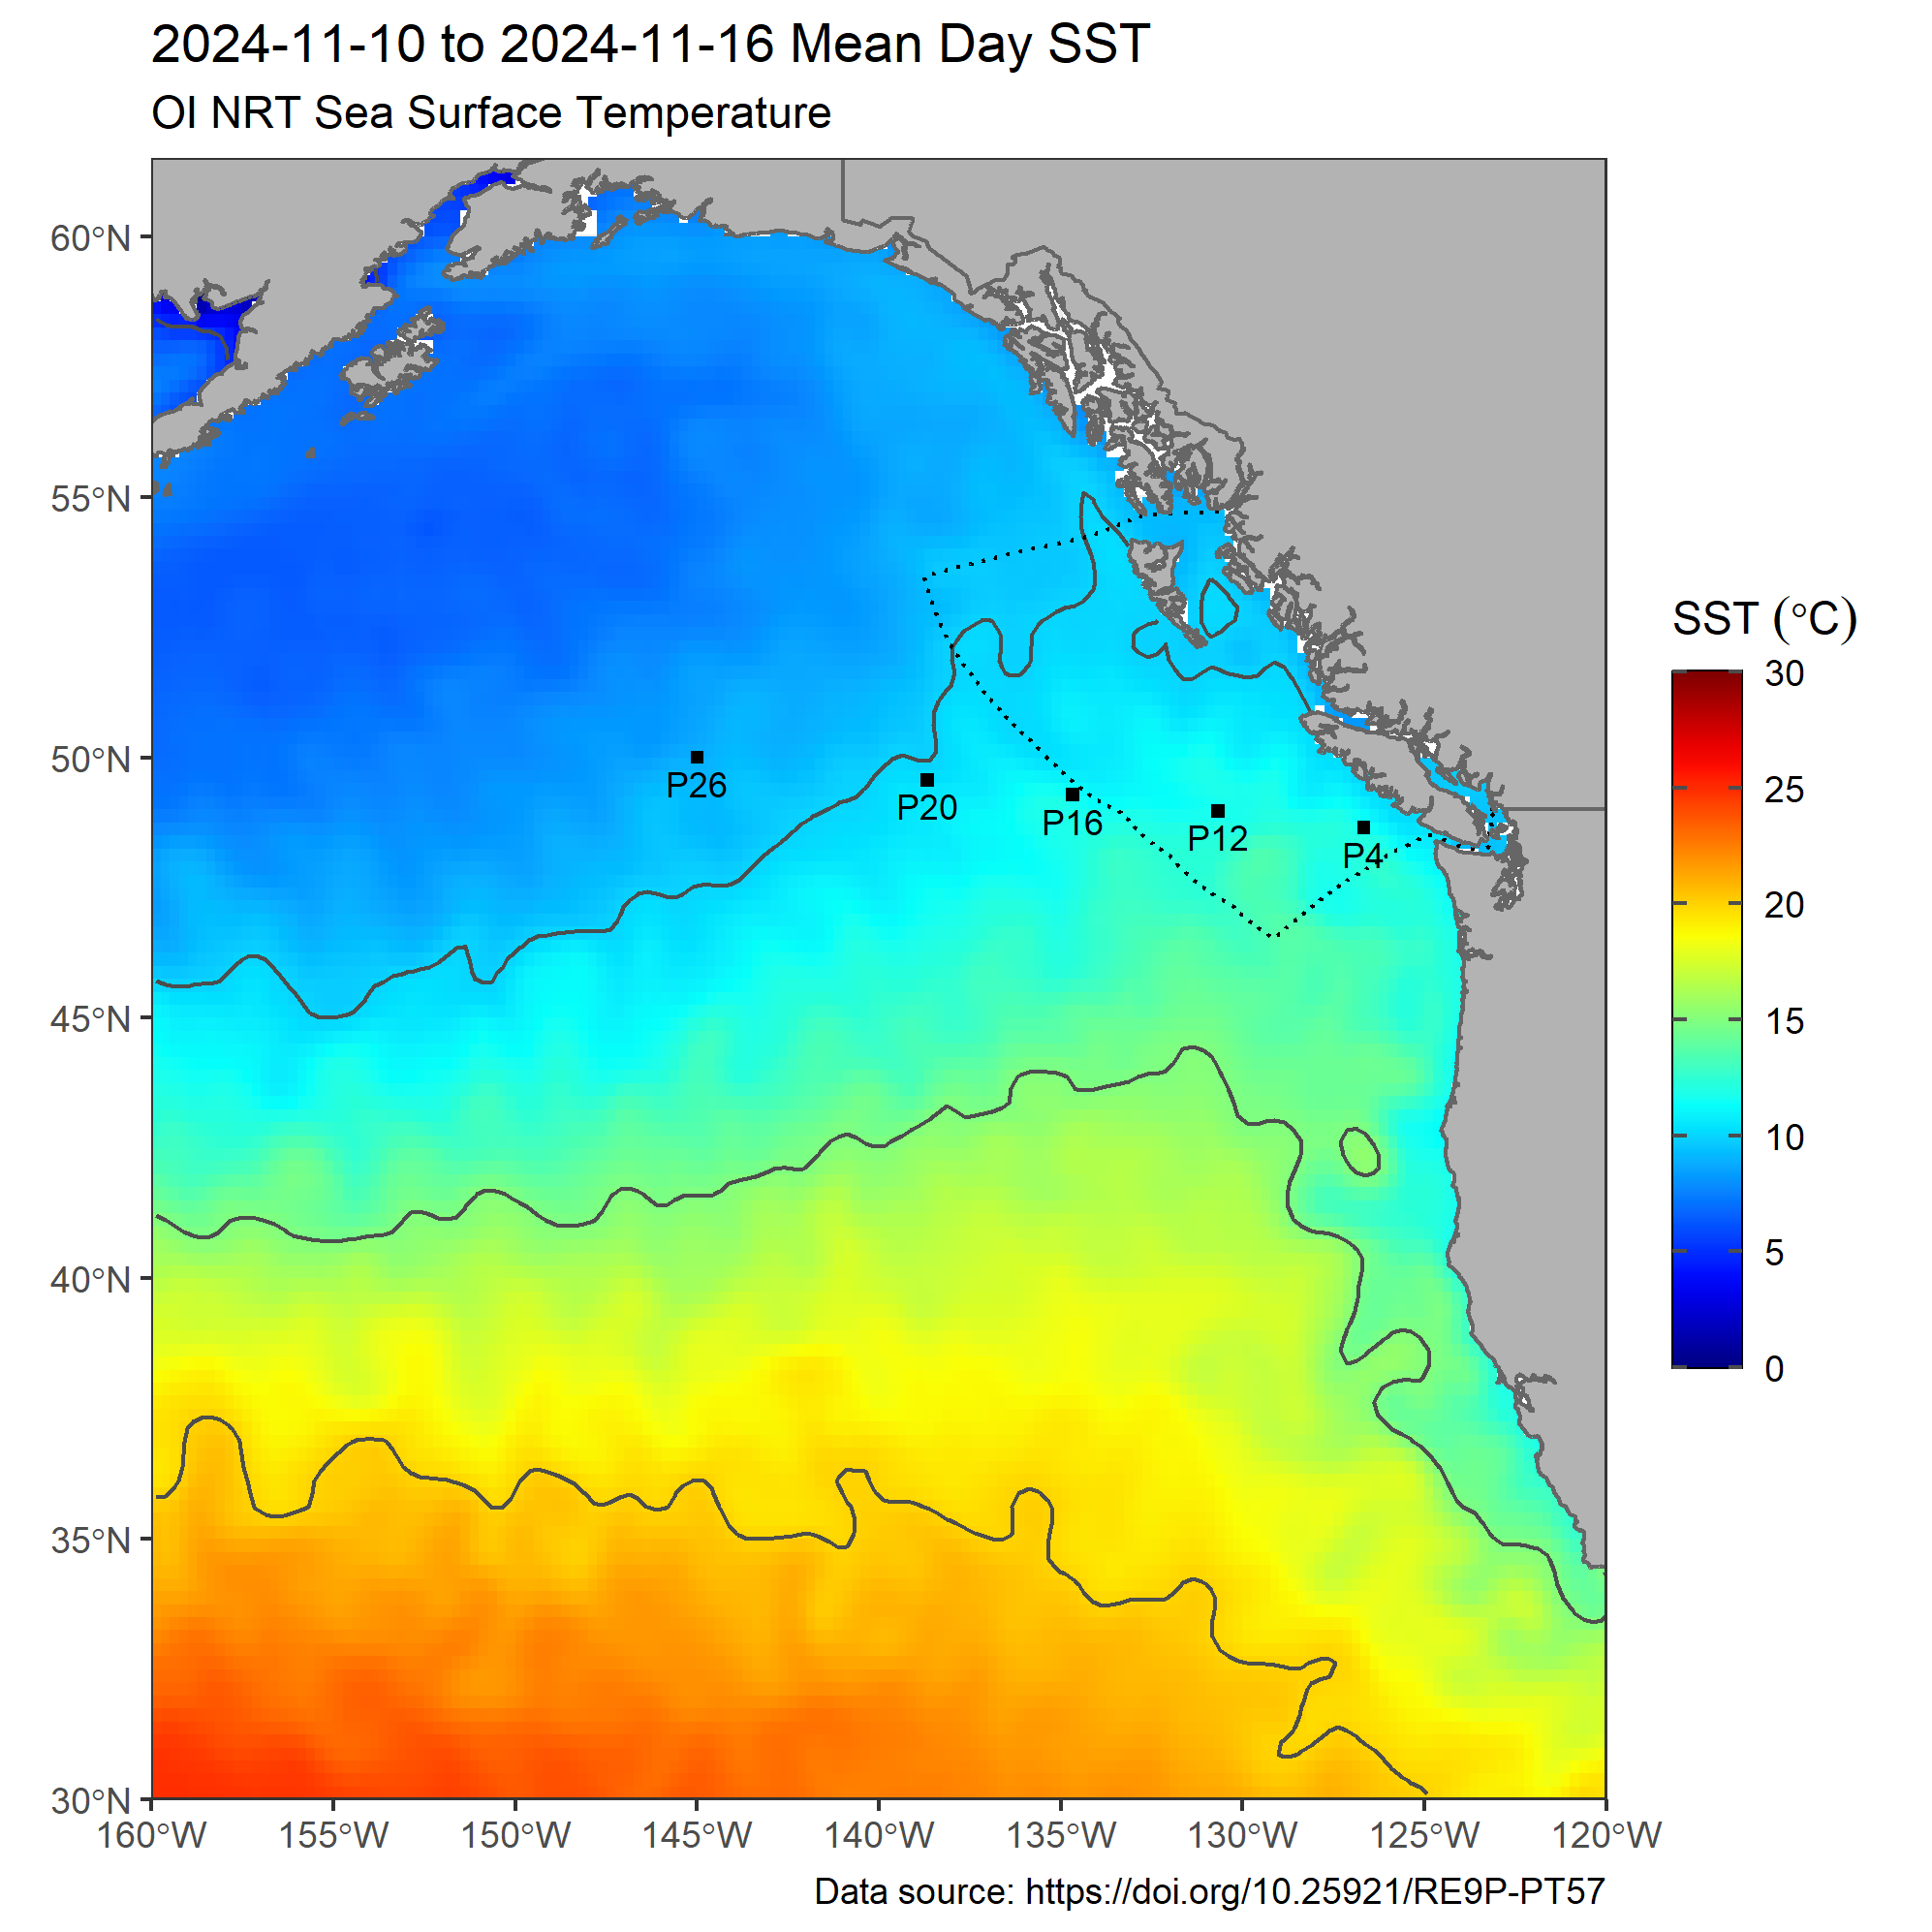 2024-11-10 to 2024-11-16 Mean Day SST
OI NRT Sea Surface Temperature
60°N
55°N
50°N
45°N
40°N
35°N
30°N
P26
P20
P16
P12
P4
160°W 155°W 150°W 145°W 140°W 135°W 130°W 125°W 120°W
SST (°C)
30
25
20
15
10
5
0
Data source: https://doi.org/10.25921/RE9P-PT57